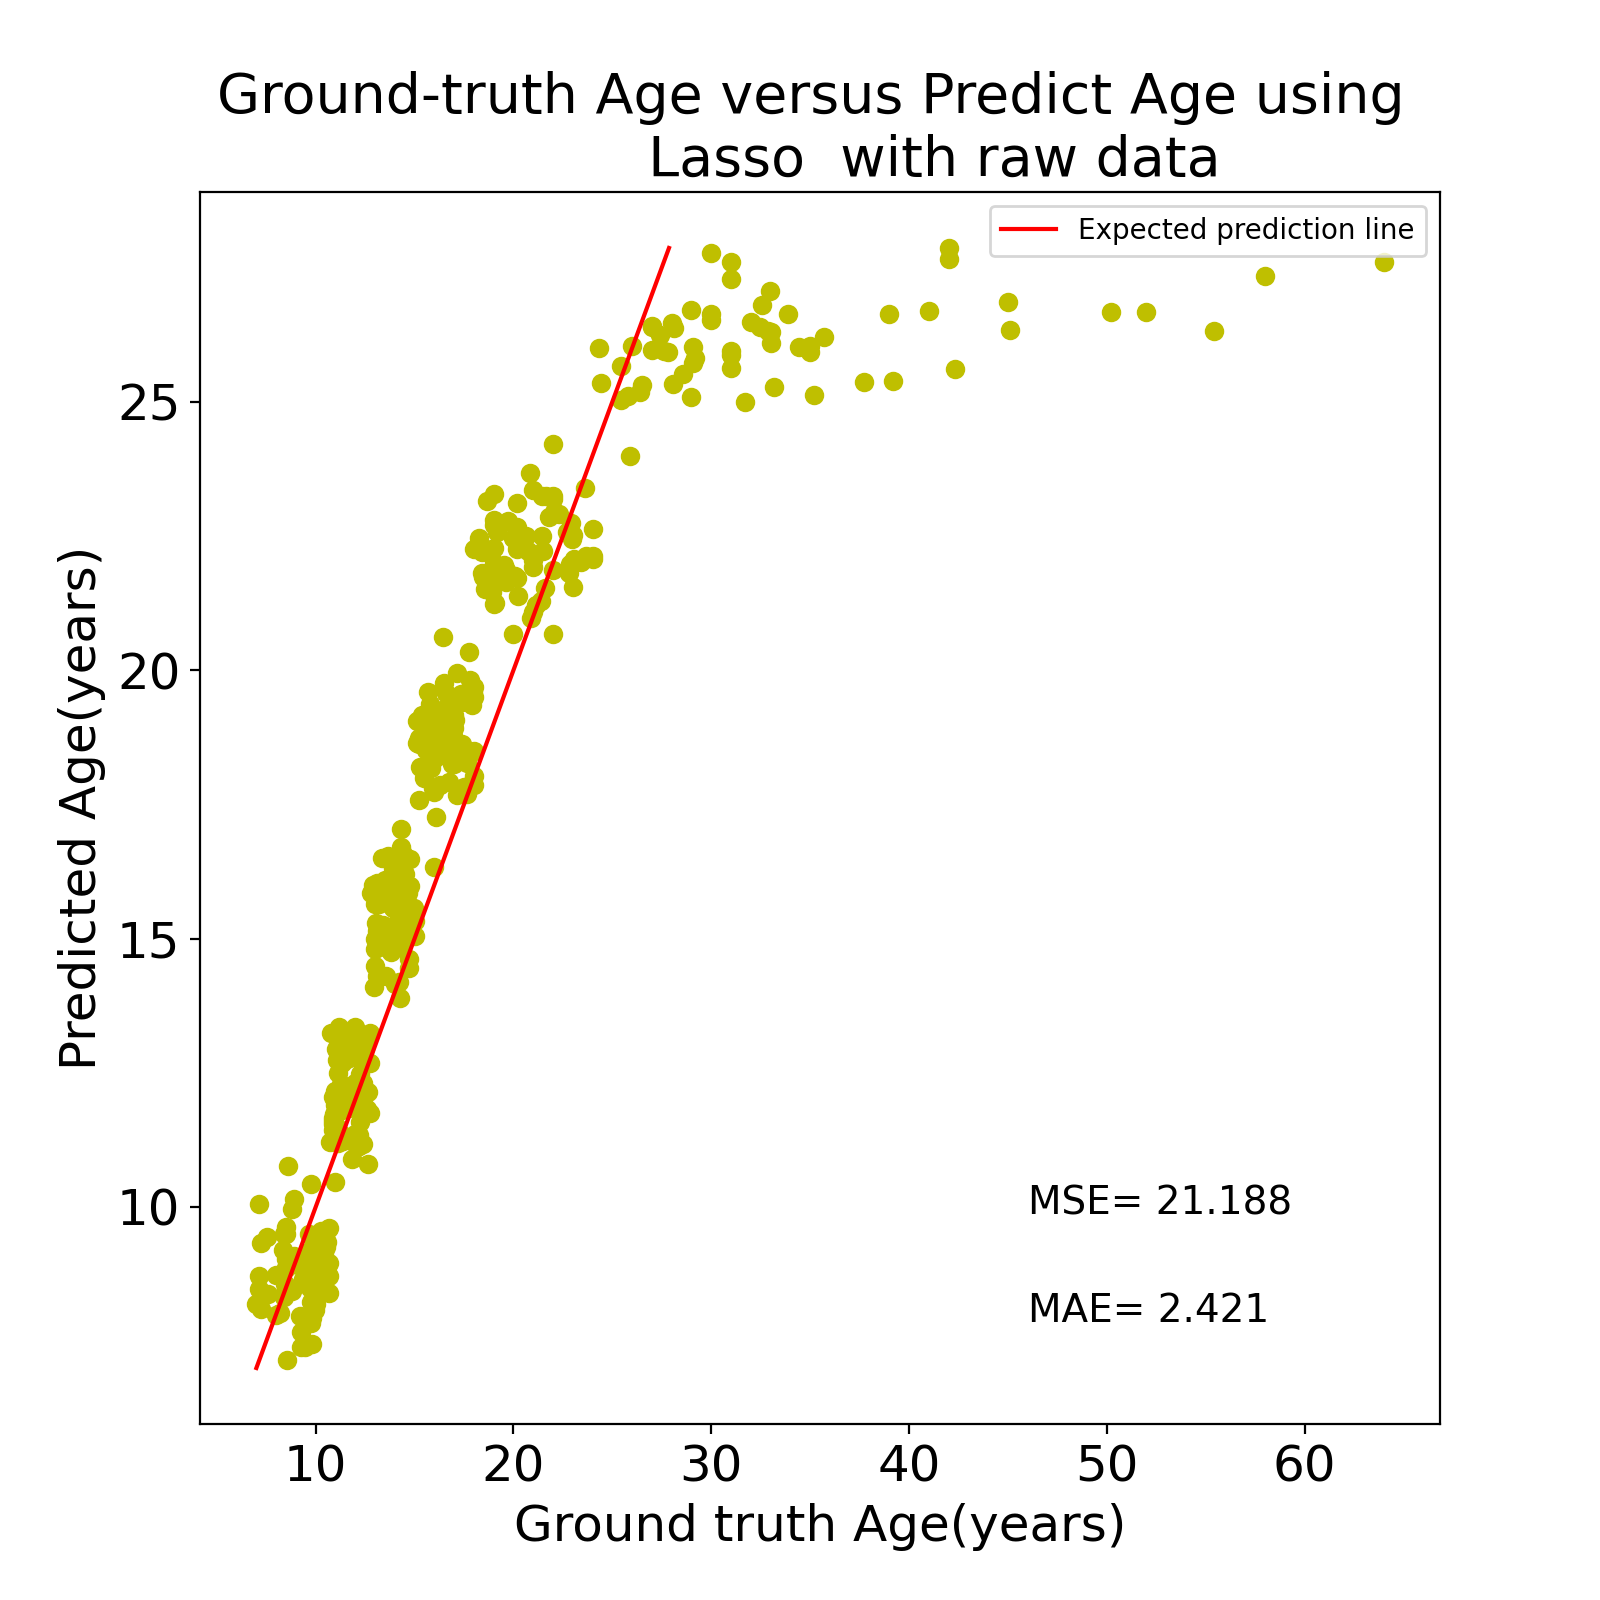 Ground-truth Age versus Predict Age using
Lasso  with raw data
Expected prediction line
25
20
15
10
Predicted Age(years)
MSE= 21.188
MAE= 2.421
10 20 30 40 50 60
Ground truth Age(years)